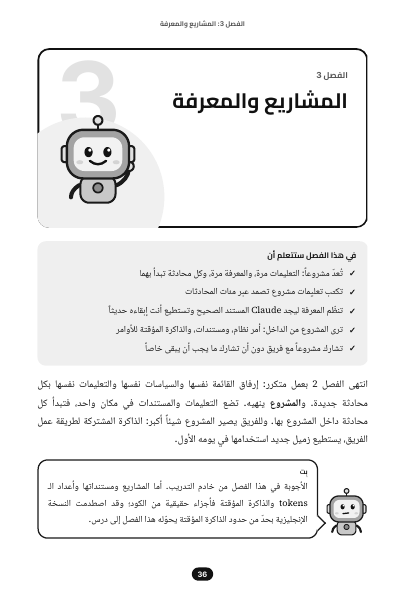 الفصل 3: المشاريع والمعرفة
3
الفصل 3
المشاريع والمعرفة
في هذا الفصل ستتعلم أن
✓ تُعدّ مشروعاً: التعليمات مرة، والمعرفة مرة، وكل محادثة تبدأ بهما
✓ تكتب تعليمات مشروع تصمد عبر مئات المحادثات
✓ تنظّم المعرفة ليجد Claude المستند الصحيح وتستطيع أنت إبقاءه حديثاً
✓ ترى المشروع من الداخل: أمر نظام، ومستندات، والذاكرة المؤقتة للأوامر
✓ تشارك مشروعاً مع فريق دون أن تشارك ما يجب أن يبقى خاصاً
انتهى الفصل 2 بعمل متكرر: إرفاق القائمة نفسها والسياسات نفسها والتعليمات نفسها بكل
محادثة جديدة. والمشروع ينهيه. تضع التعليمات والمستندات في مكان واحد، فتبدأ كل
محادثة داخل المشروع بها. وللفريق يصير المشروع شيئاً أكبر: الذاكرة المشتركة لطريقة عمل
الفريق، يستطيع زميل جديد استخدامها في يومه الأول.
بت
الأجوبة في هذا الفصل من خادم التدريب. أما المشاريع ومستنداتها وأعداد الـ
tokens والذاكرة المؤقتة فأجزاء حقيقية من الكود؛ وقد اصطدمت النسخة
الإنجليزية بحدّ من حدود الذاكرة المؤقتة يحوّله هذا الفصل إلى درس.
36